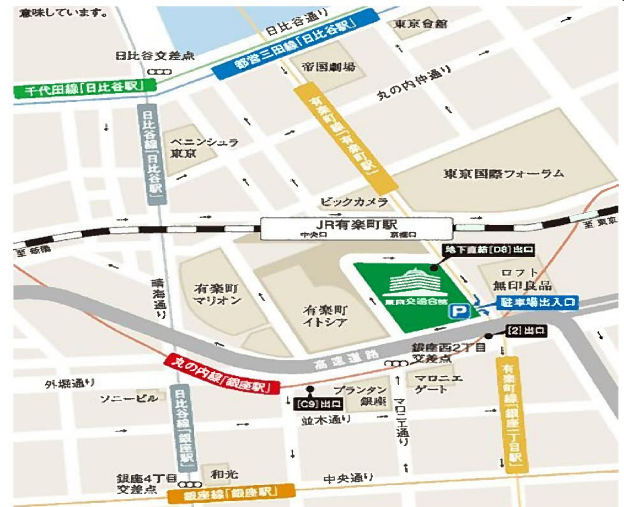 意味しています。
日比谷通り
東京會館
日比谷交差点
都営三田線「日比谷駅」
帝国劇場
千代田線「日比谷駅」
丸の内仲通り
有楽町線「有楽町駅」
日比谷線「日比谷駅」
ペニンシュラ
東京
東京国際フォーラム
ビックカメラ
JR有楽町駅
中央口
京橋口
至 新橋
至 東京
地下直結[D8]出口
ロフト
無印良品
晴海通り
有楽町
マリオン
有楽町
イトシア
東京交通会館
P
駐車場出入口
[2]出口
高速道路
銀座西2丁目
交差点
丸の内線「銀座駅」
外堀通り
ソニービル
[C9]出口
プランタン
銀座
マロニエ
ゲート
並木通り
マロニエ通り
日比谷線「銀座駅」
有楽町線「銀座一丁目駅」
銀座4丁目
交差点
和光
中央通り
銀座線「銀座駅」